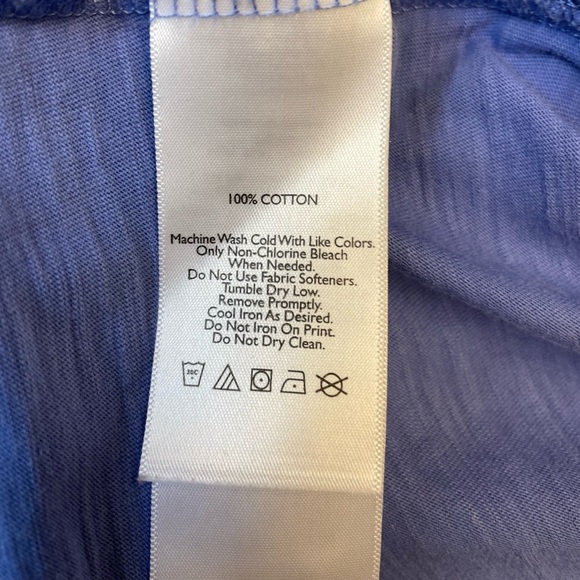 100% COTTON
Machine Wash Cold With Like Colors.
Only Non-Chlorine Bleach
When Needed.
Do Not Use Fabric Softeners.
Tumble Dry Low.
Remove Promptly.
Cool Iron As Desired.
Do Not Iron On Print.
Do Not Dry Clean.
30C